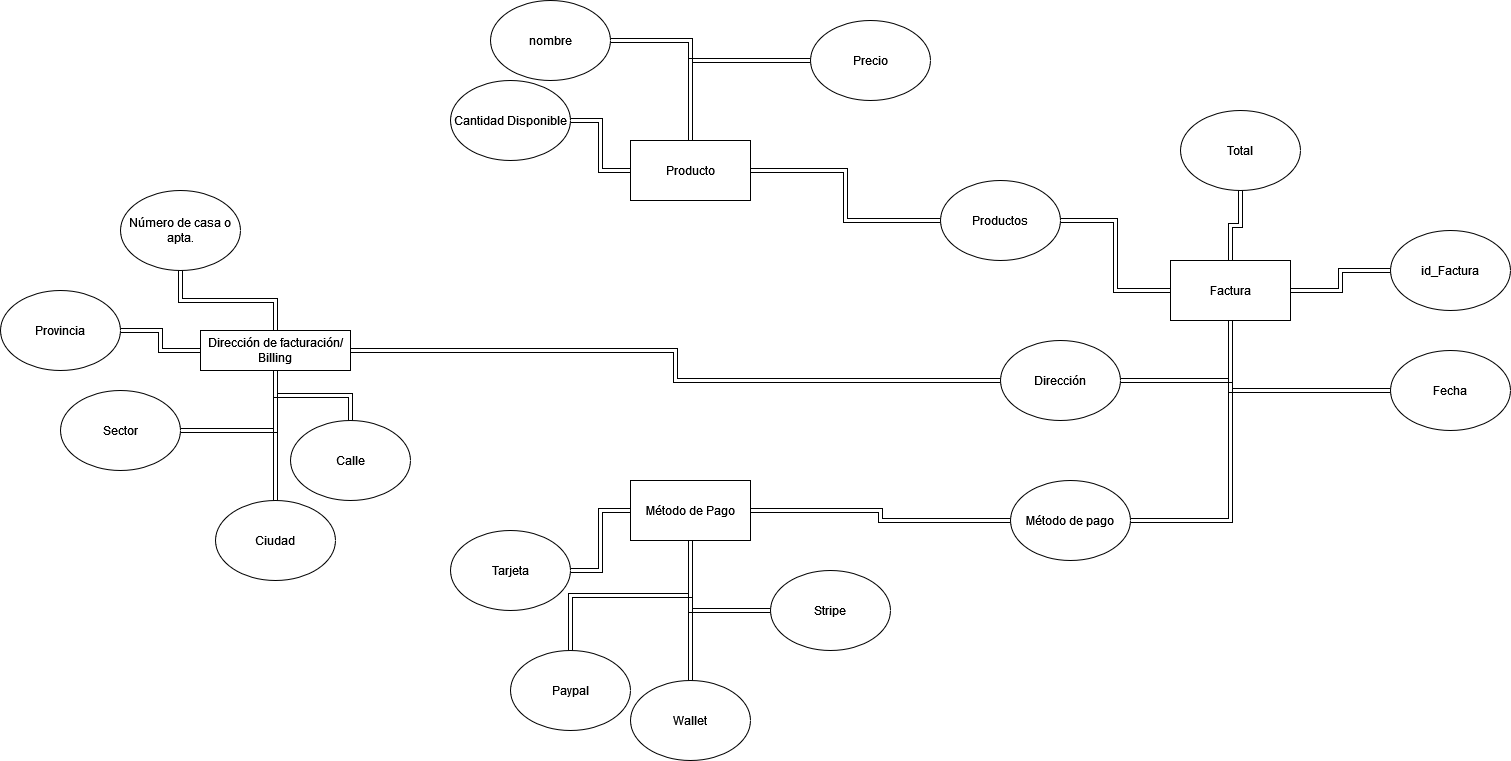 nombre
Precio
Cantidad Disponible
Producto
Total
Número de casa o
apta.
Productos
id_Factura
Factura
Provincia
Dirección de facturación/
Billing
Dirección
Fecha
Sector
Calle
Ciudad
Método de Pago
Método de pago
Tarjeta
Stripe
Paypal
Wallet